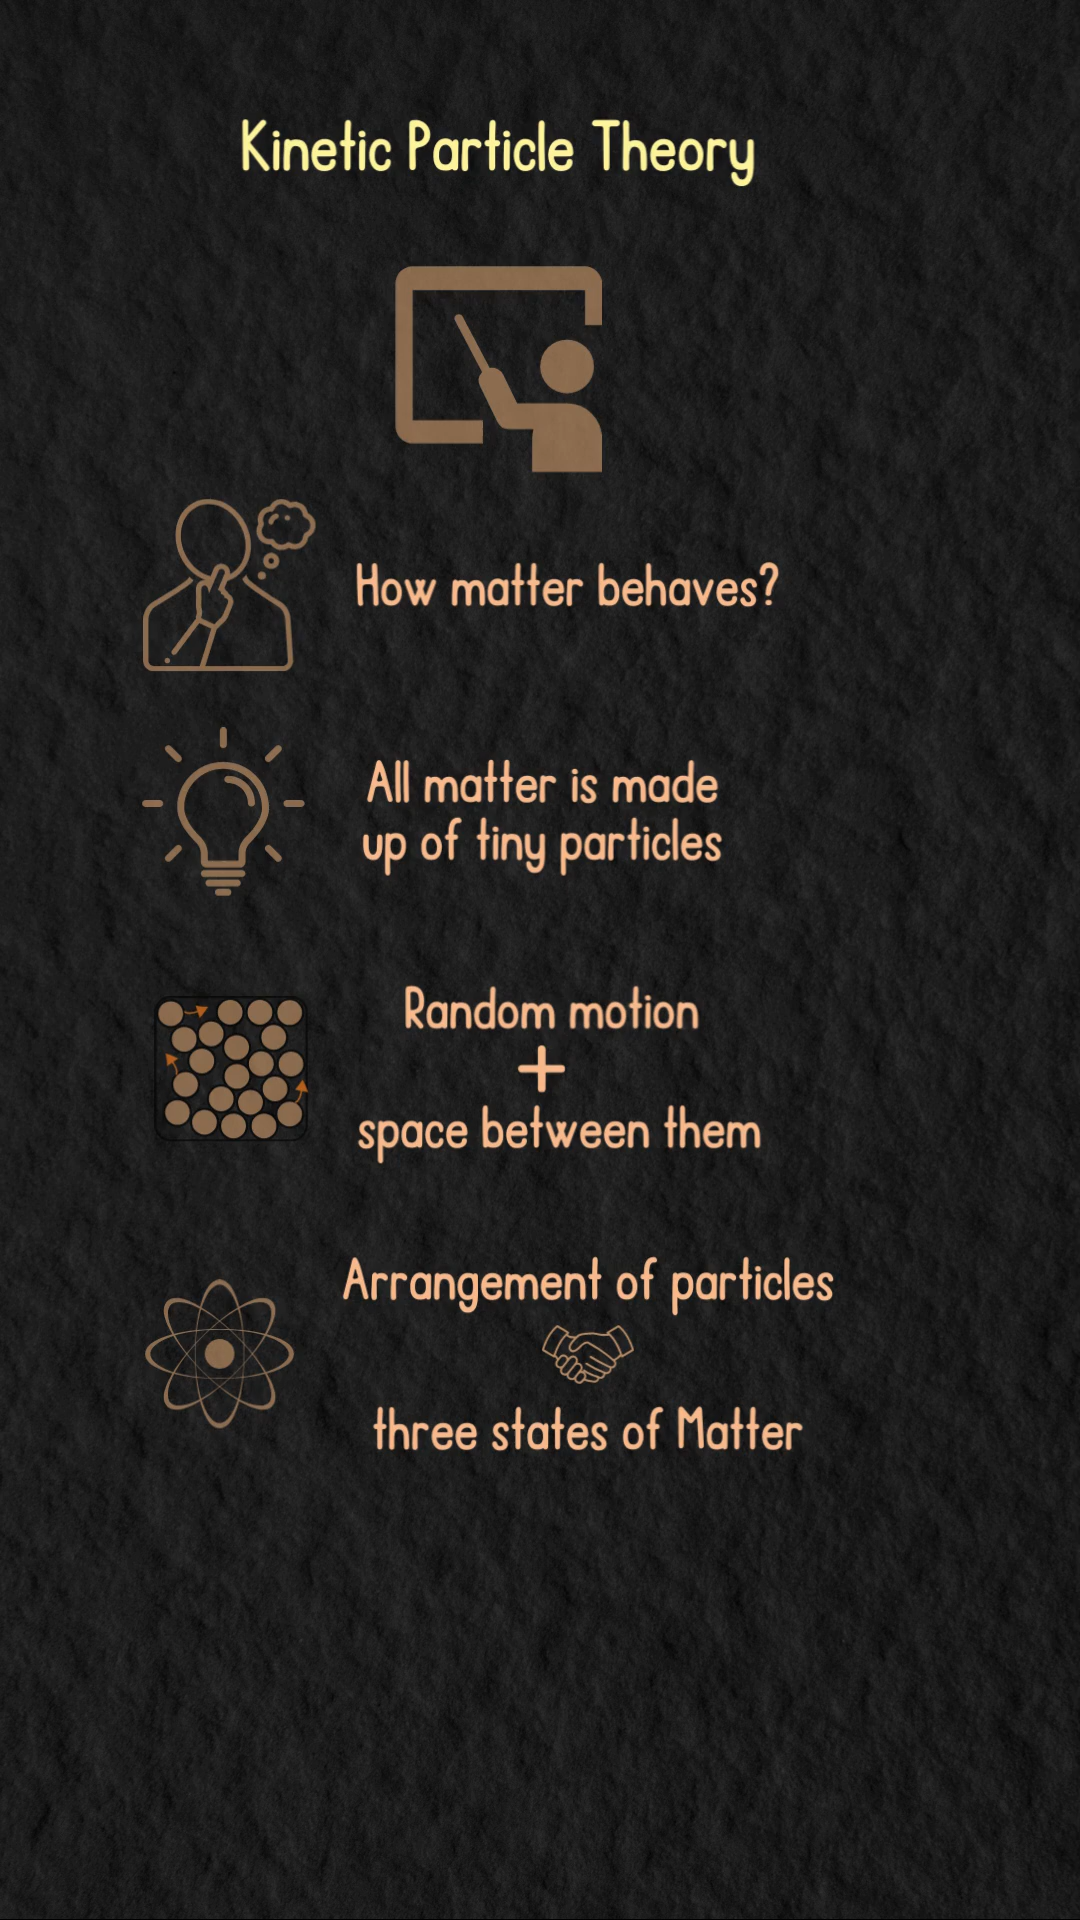 Kinetic Particle Theory
How matter behaves?
All matter is made
up of tiny particles
Random motion
+
space between them
Arrangement of particles
three states of Matter